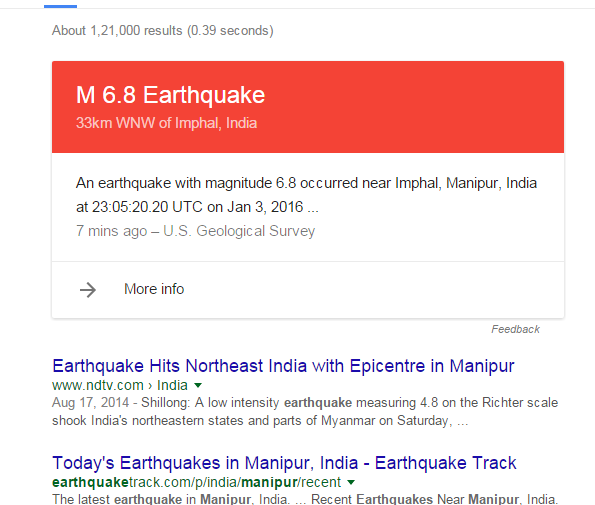 About 1,21,000 results (0.39 seconds)
M 6.8 Earthquake
33km WNW of Imphal, India
An earthquake with magnitude 6.8 occurred near Imphal, Manipur, India
at 23:05:20.20 UTC on Jan 3, 2016 ...
7 mins ago – U.S. Geological Survey
More info
Feedback
Earthquake Hits Northeast India with Epicentre in Manipur
www.ndtv.com › India
Aug 17, 2014 - Shillong: A low intensity earthquake measuring 4.8 on the Richter scale
shook India's northeastern states and parts of Myanmar on Saturday, ...
Today's Earthquakes in Manipur, India - Earthquake Track
earthquaketrack.com/p/india/manipur/recent
The latest earthquake in Manipur, India. ... Recent Earthquakes Near Manipur, India.